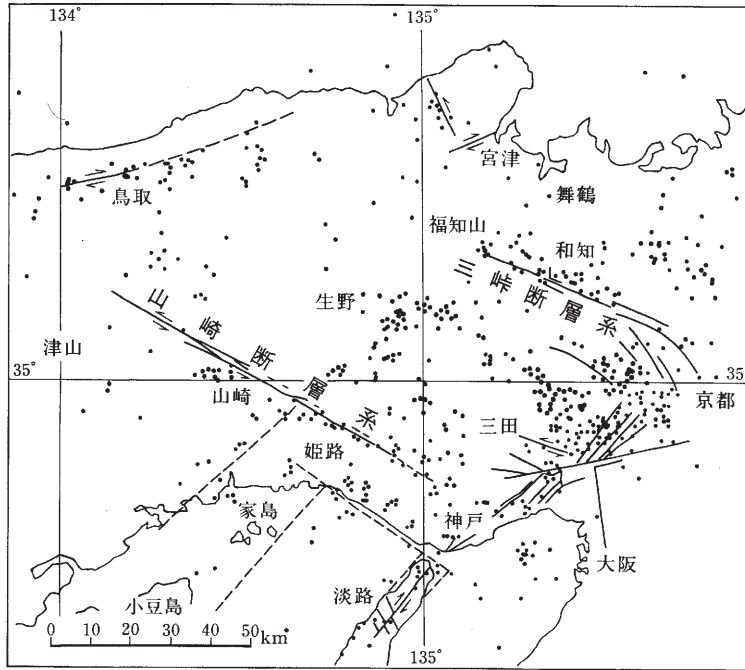 134°
135°
宮津
鳥取
舞鶴
福知山
和知
三峠断層系
生野
山崎断層系
津山
35°
35°
山崎
京都
三田
姫路
家島
神戸
大阪
淡路
小豆島
0 10 20 30 40 50km
135°